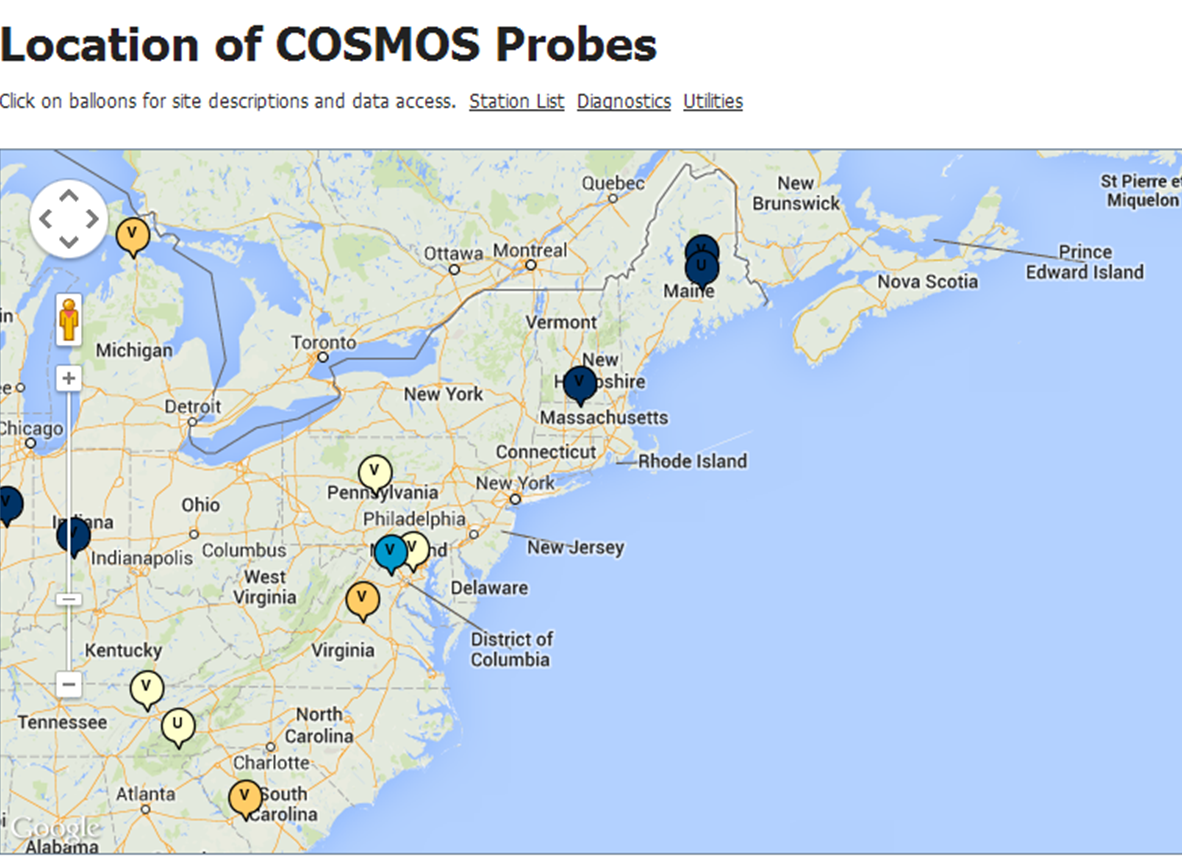 Location of COSMOS Probes
Click on balloons for site descriptions and data access. Station List Diagnostics Utilities
Quebec
New
Brunswick
St Pierre et
Miquelon
V
Ottawa
Montreal
U
Maine
Prince
Edward Island
Nova Scotia
Vermont
Michigan
Toronto
New
V
shire
New York
Detroit
Massachusetts
Chicago
Connecticut
Rhode Island
V
Pennsylvania
New York
V
Ohio
Philadelphia
Indiana
Indianapolis
Columbus
V
V
nd
New Jersey
West
Virginia
Delaware
V
District of
Columbia
Kentucky
Virginia
V
Tennessee
U
North
Carolina
Charlotte
Atlanta
V
South
Carolina
Google
Alabama